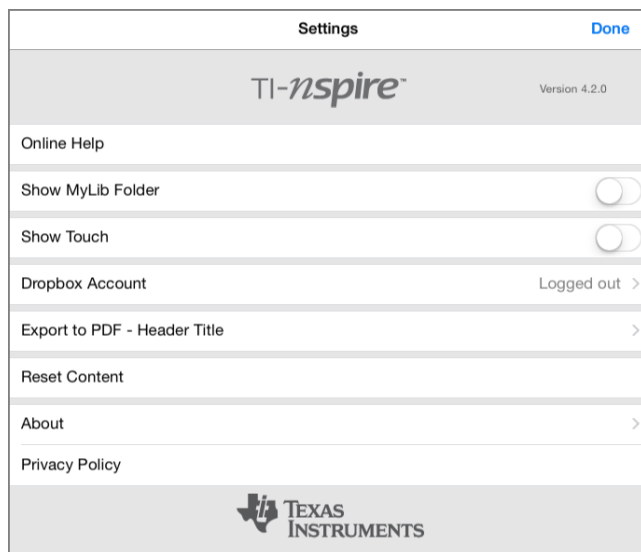 Settings
Done
TI-nspire™
Version 4.2.0
Online Help
Show MyLib Folder
Show Touch
Dropbox Account
Logged out
Export to PDF - Header Title
Reset Content
About
Privacy Policy
TEXAS
INSTRUMENTS